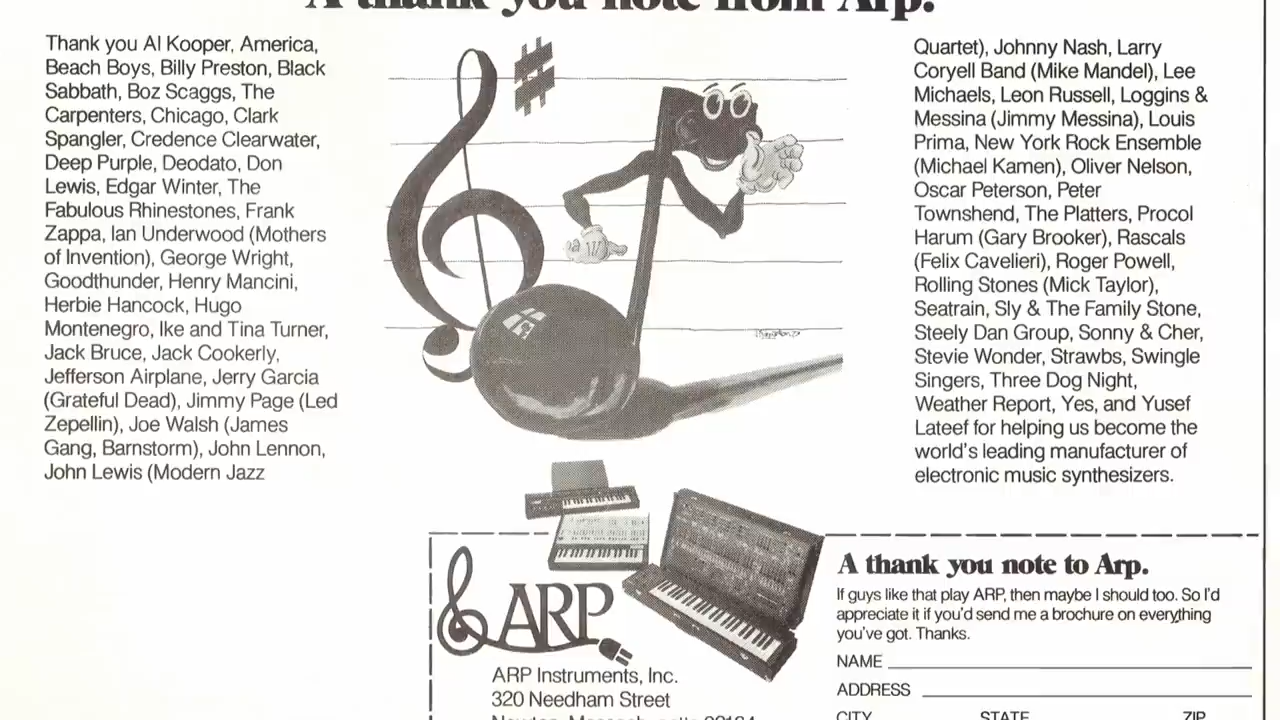 A thank you note from Arp.
Thank you Al Kooper, America,
Beach Boys, Billy Preston, Black
Sabbath, Boz Scaggs, The
Carpenters, Chicago, Clark
Spangler, Credence Clearwater,
Deep Purple, Deodato, Don
Lewis, Edgar Winter, The
Fabulous Rhinestones, Frank
Zappa, Ian Underwood (Mothers
of Invention), George Wright,
Goodthunder, Henry Mancini,
Herbie Hancock, Hugo
Montenegro, Ike and Tina Turner,
Jack Bruce, Jack Cookerly,
Jefferson Airplane, Jerry Garcia
(Grateful Dead), Jimmy Page (Led
Zepellin), Joe Walsh (James
Gang, Barnstorm), John Lennon,
John Lewis (Modern Jazz
Quartet), Johnny Nash, Larry
Coryell Band (Mike Mandel), Lee
Michaels, Leon Russell, Loggins &
Messina (Jimmy Messina), Louis
Prima, New York Rock Ensemble
(Michael Kamen), Oliver Nelson,
Oscar Peterson, Peter
Townshend, The Platters, Procol
Harum (Gary Brooker), Rascals
(Felix Cavelieri), Roger Powell,
Rolling Stones (Mick Taylor),
Seatrain, Sly & The Family Stone,
Steely Dan Group, Sonny & Cher,
Stevie Wonder, Strawbs, Swingle
Singers, Three Dog Night,
Weather Report, Yes, and Yusef
Lateef for helping us become the
world's leading manufacturer of
electronic music synthesizers.
ARP
ARP Instruments, Inc.
320 Needham Street
A thank you note to Arp.
If guys like that play ARP, then maybe I should too. So I'd
appreciate it if you'd send me a brochure on everything
you've got. Thanks.
NAME
ADDRESS
CITY STATE ZIP